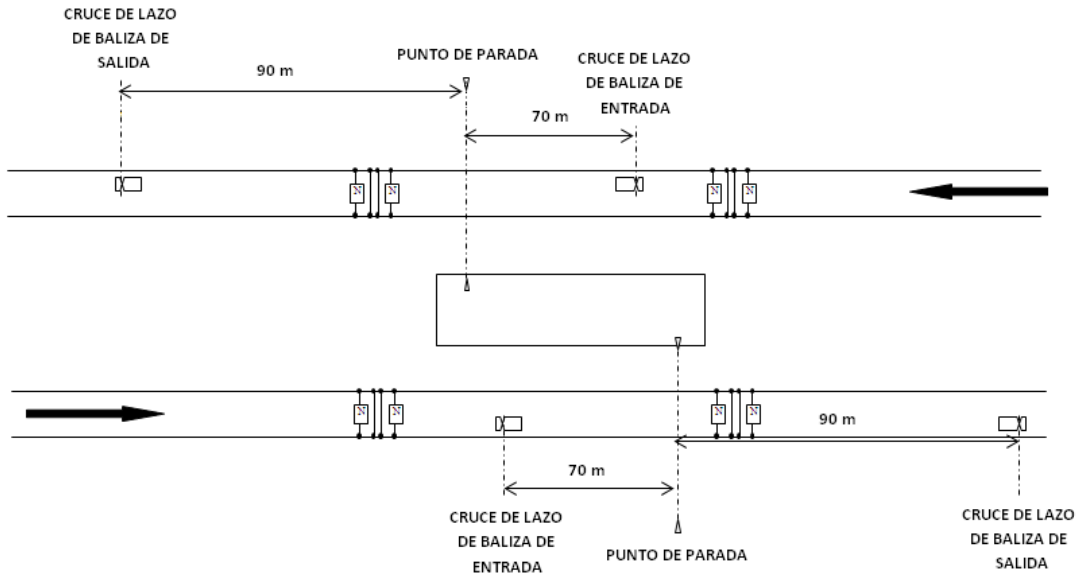 CRUCE DE LAZO
DE BALIZA DE
SALIDA
90 m
PUNTO DE PARADA
CRUCE DE LAZO
DE BALIZA DE
ENTRADA
70 m
N
N
N
N
N
N
N
N
90 m
70 m
CRUCE DE LAZO
DE BALIZA DE
ENTRADA
PUNTO DE PARADA
CRUCE DE LAZO
DE BALIZA DE
SALIDA